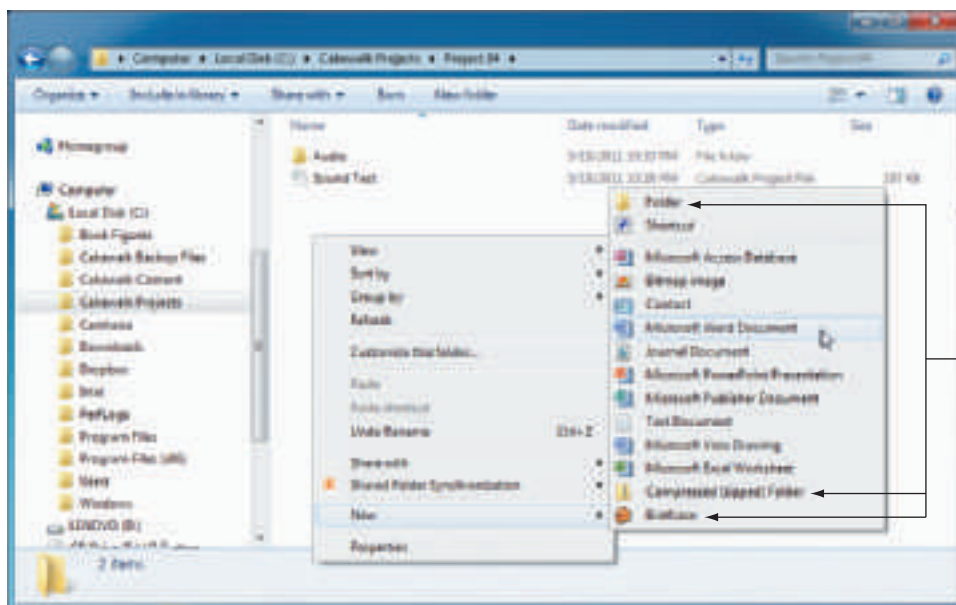 Computer ▸ Local Disk (C:) ▸ Cakewalk Projects ▸ Project 04 ▸
Organize ▾ Include in library ▾ Share with ▾ Burn New folder
Name Date modified Type Size
Homegroup
Computer
Local Disk (C:)
Book Figures
Cakewalk Backup Files
Cakewalk Content
Cakewalk Projects
Camtasia
Downloads
Dropbox
Intel
PerfLogs
Program Files
Program Files (x86)
Users
Windows
LENOVO (D:)
2 items
Audio File folder
Sound Test Cakewalk Project File
View
Sort by
Group by
Refresh
Customize this folder...
Paste
Paste shortcut
Undo Rename Ctrl+Z
Share with
Shared Folder Synchronization
New
Properties
Folder
Shortcut
Microsoft Access Database
Bitmap image
Contact
Microsoft Word Document
Journal Document
Microsoft PowerPoint Presentation
Microsoft Publisher Document
Text Document
Microsoft Visio Drawing
Microsoft Excel Worksheet
Compressed (zipped) Folder
Briefcase